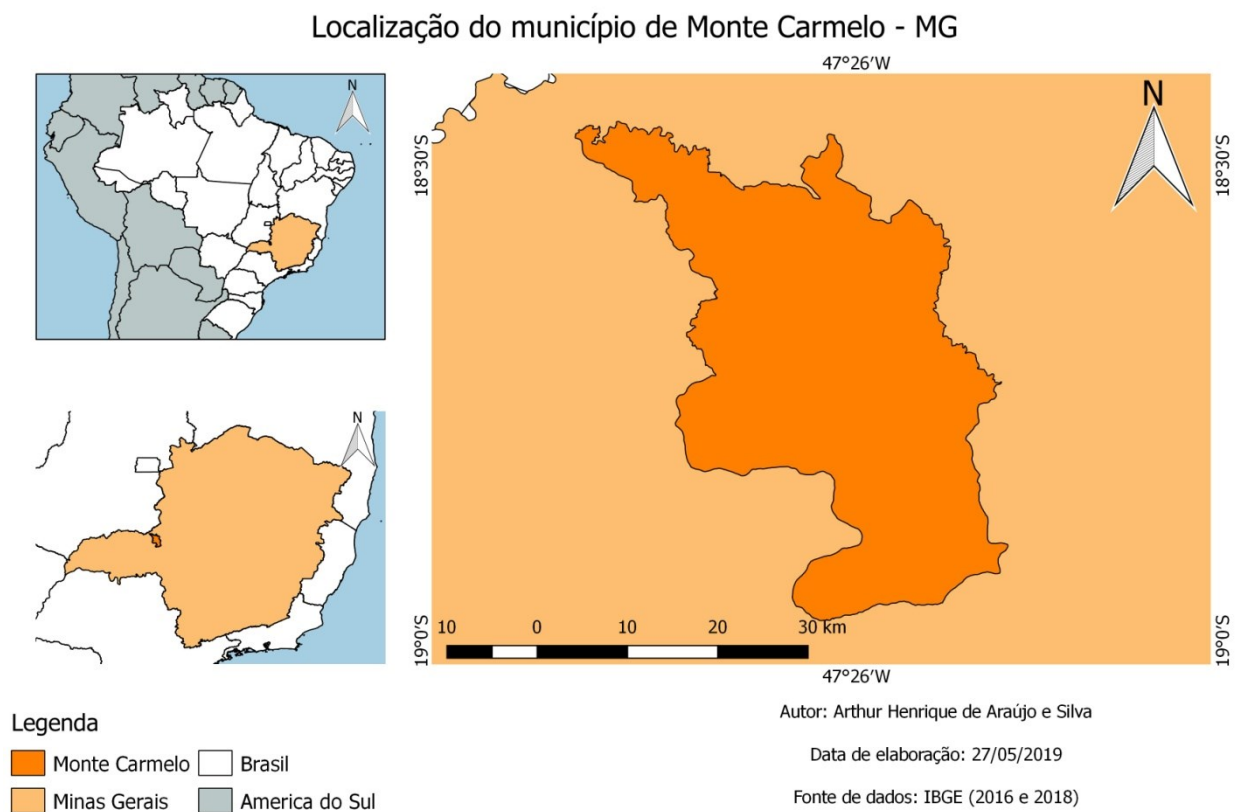 Localização do município de Monte Carmelo - MG
47°26'W
N
N
18°30'S
18°30'S
N
10 0 10 20 30 km
19°0'S
19°0'S
47°26'W
Legenda
Monte Carmelo
Brasil
Minas Gerais
America do Sul
Autor: Arthur Henrique de Araújo e Silva
Data de elaboração: 27/05/2019
Fonte de dados: IBGE (2016 e 2018)